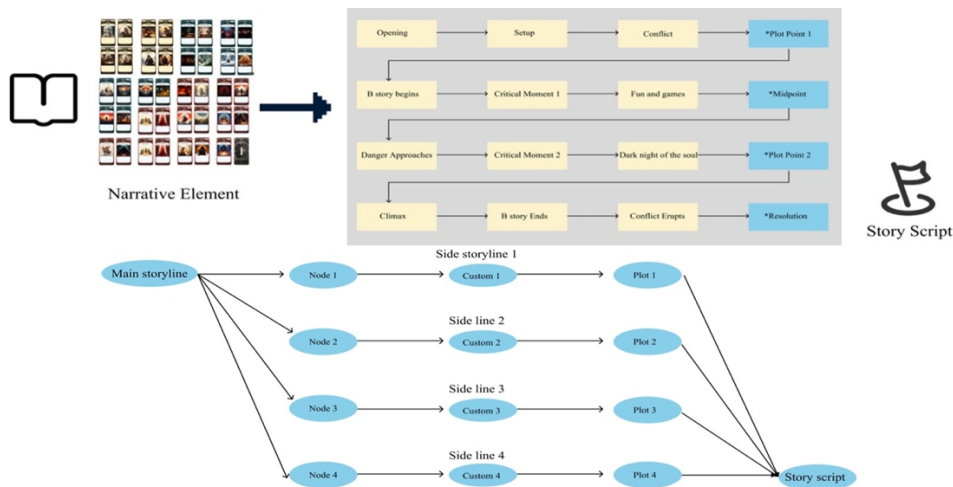 Opening
Setup
Conflict
*Plot Point 1
B story begins
Critical Moment 1
Fun and games
*Midpoint
Danger Approaches
Critical Moment 2
Dark night of the soul
*Plot Point 2
Climax
B story Ends
Conflict Erupts
*Resolution
Narrative Element
Story Script
Main storyline
Side storyline 1
Node 1
Custom 1
Plot 1
Side line 2
Node 2
Custom 2
Plot 2
Side line 3
Node 3
Custom 3
Plot 3
Side line 4
Node 4
Custom 4
Plot 4
Story script